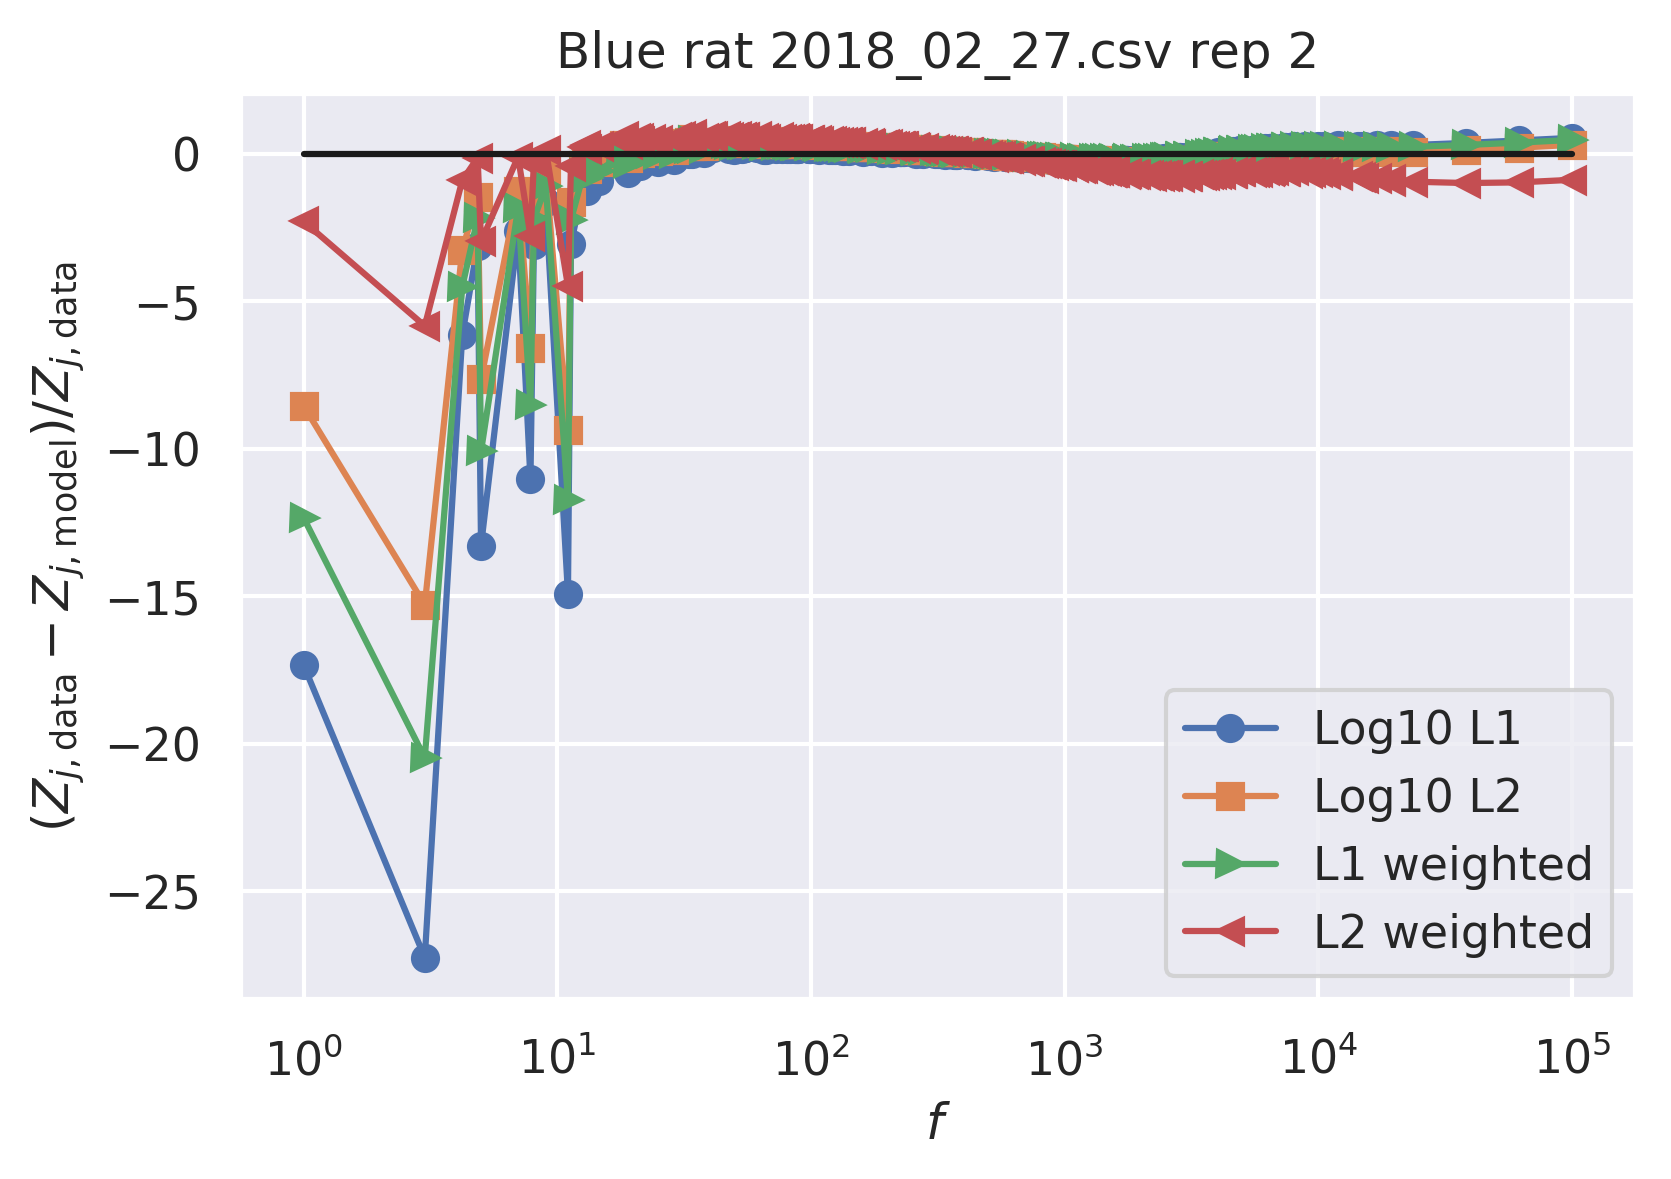 Blue rat 2018_02_27.csv rep 2
(Z_{j, data} − Z_{j, model})/Z_{j, data}
0
−5
−10
−15
−20
−25
10^0 10^1 10^2 10^3 10^4 10^5
f
Log10 L1
Log10 L2
L1 weighted
L2 weighted